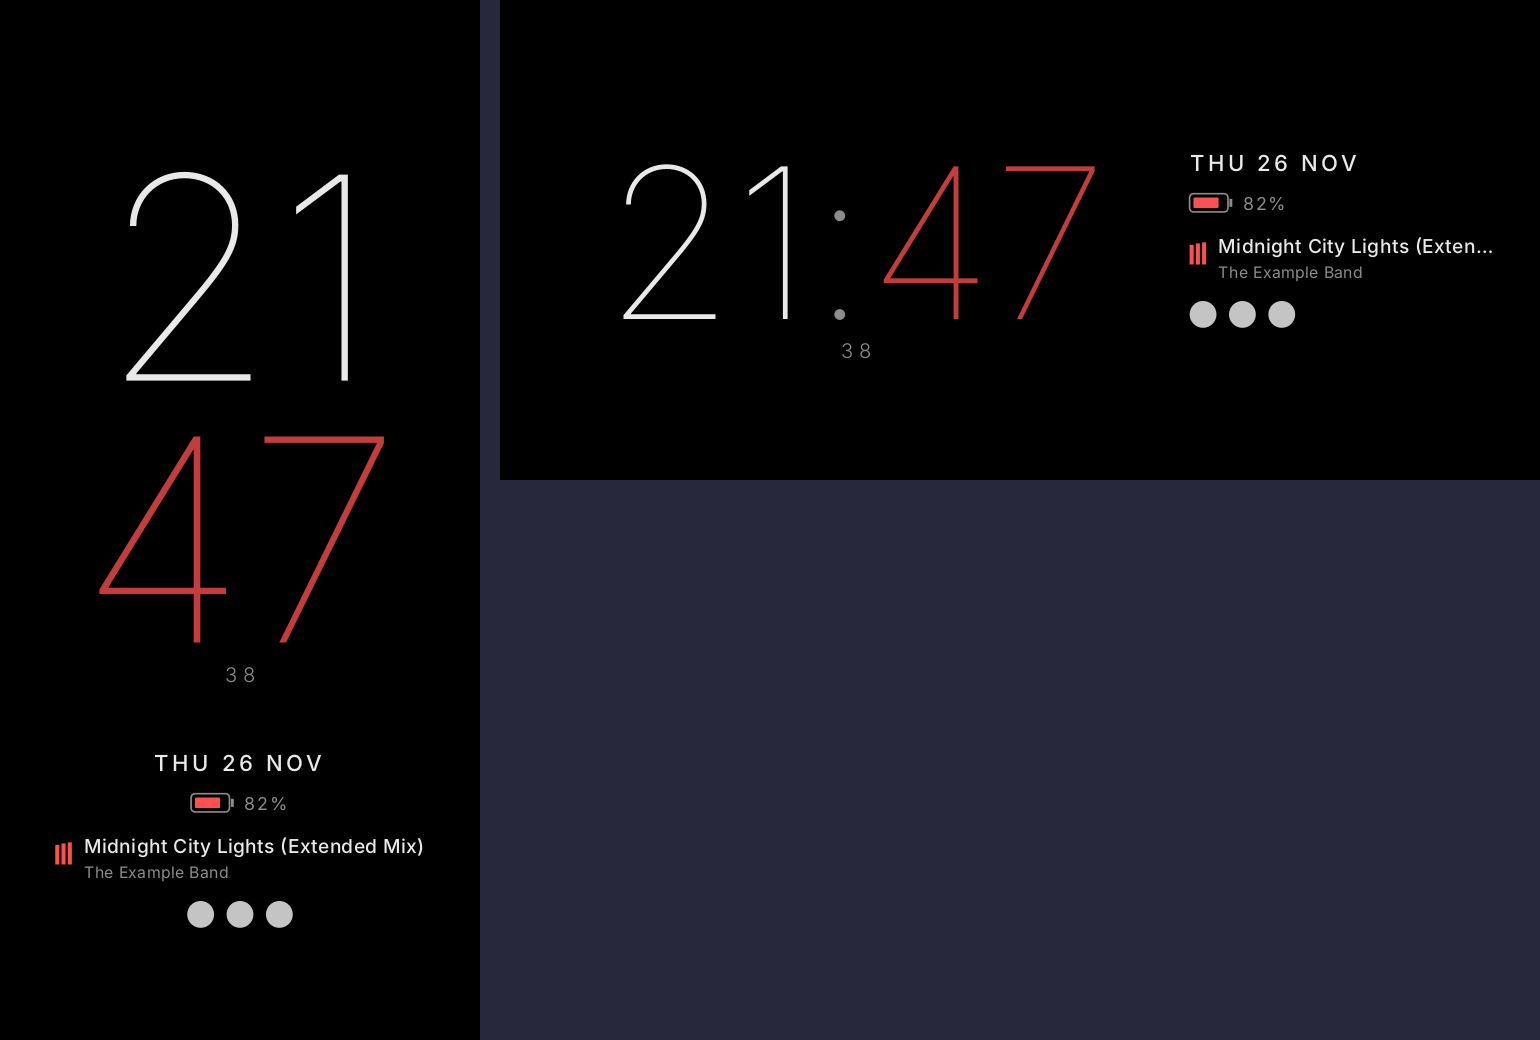 21
47
38
THU 26 NOV
82%
Midnight City Lights (Extended Mix)
The Example Band
21:47
38
THU 26 NOV
82%
Midnight City Lights (Exten...
The Example Band